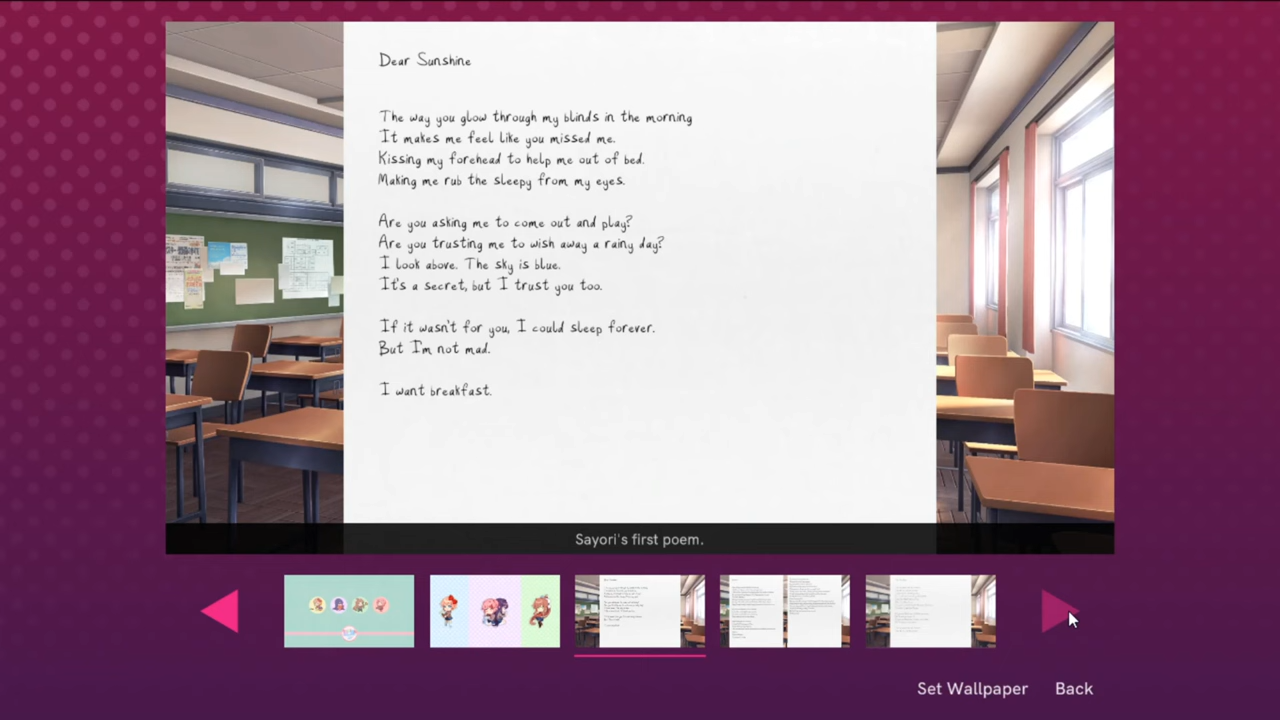 Dear Sunshine
The way you glow through my blinds in the morning
It makes me feel like you missed me.
Kissing my forehead to help me out of bed.
Making me rub the sleepy from my eyes.
Are you asking me to come out and play?
Are you trusting me to wish away a rainy day?
I look above. The sky is blue.
It's a secret, but I trust you too.
If it wasn't for you, I could sleep forever.
But I'm not mad.
I want breakfast.
Sayori's first poem.
Set Wallpaper
Back